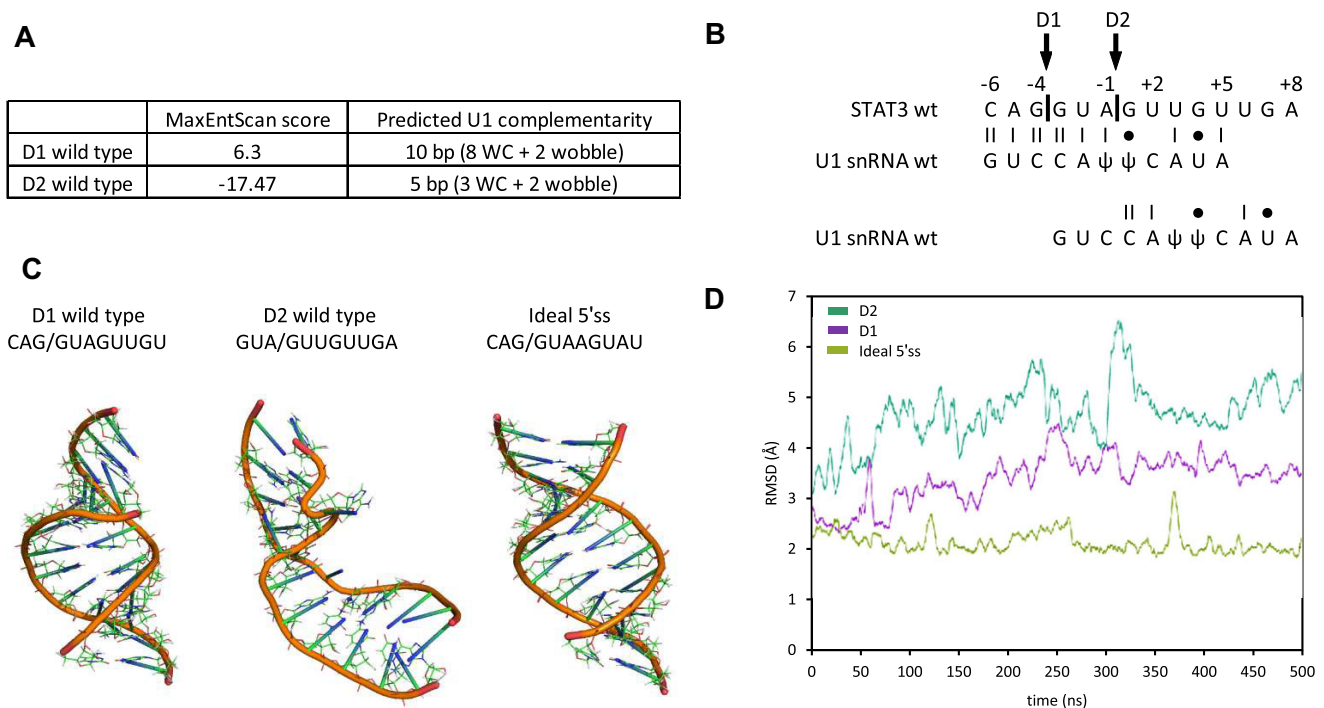 A
MaxEntScan score Predicted U1 complementarity
D1 wild type 6.3 10 bp (8 WC + 2 wobble)
D2 wild type -17.47 5 bp (3 WC + 2 wobble)
B
D1 D2
-6 -4 -1 +2 +5 +8
STAT3 wt C A G G U A G U U G U U G A
U1 snRNA wt G U C C A ψ ψ C A U A
U1 snRNA wt G U C C A ψ ψ C A U A
C
D1 wild type
CAG/GUAGUUGU
D2 wild type
GUA/GUUGUUGA
Ideal 5'ss
CAG/GUAAGUAU
D
D2
D1
Ideal 5'ss
RMSD (Å)
7
6
5
4
3
2
1
0
0 50 100 150 200 250 300 350 400 450 500
time (ns)